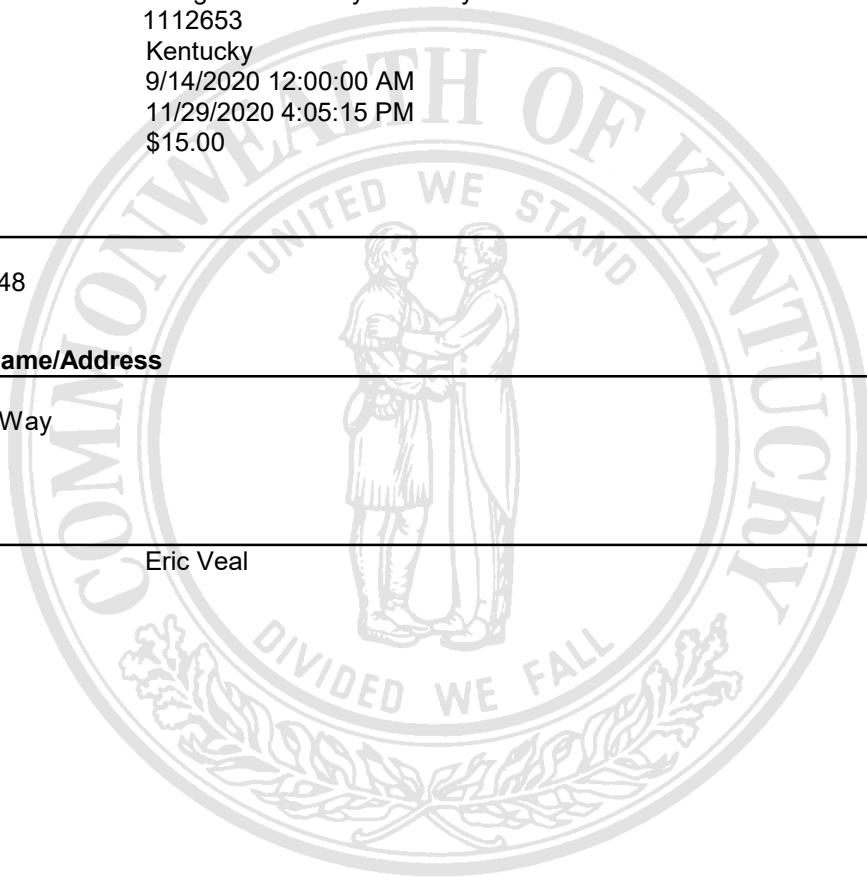 1112653
Kentucky
9/14/2020 12:00:00 AM
11/29/2020 4:05:15 PM
$15.00
48
ame/Address
Way
Eric Veal
COMMONWEALTH OF KENTUCKY
UNITED WE STAND
DIVIDED WE FALL